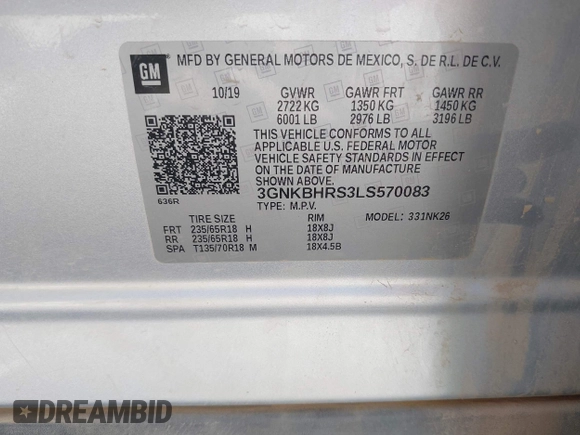 GM
MFD BY GENERAL MOTORS DE MEXICO, S. DE R.L. DE C.V.
10/19 GVWR GAWR FRT GAWR RR
2722 KG 1350 KG 1450 KG
6001 LB 2976 LB 3196 LB
THIS VEHICLE CONFORMS TO ALL
APPLICABLE U.S. FEDERAL MOTOR
VEHICLE SAFETY STANDARDS IN EFFECT
ON THE DATE OF MANUFACTURE
SHOWN ABOVE.
3GNKBHRS3LS570083
636R TYPE: M.P.V.
TIRE SIZE RIM MODEL: 331NK26
FRT 235/65R18 H 18X8J
RR 235/65R18 H 18X8J
SPA T135/70R18 M 18X4.5B
DREAMBID